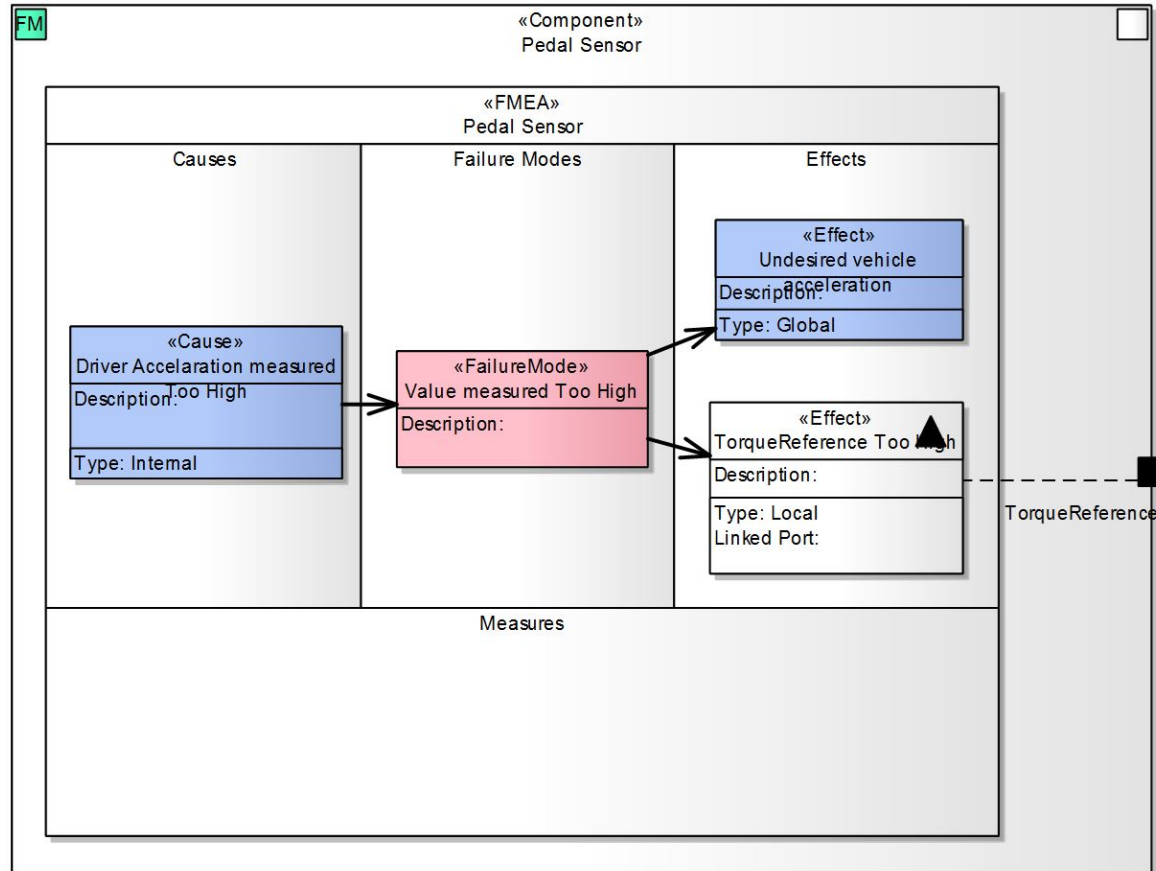 FM
«Component»
Pedal Sensor
«FMEA»
Pedal Sensor
Causes
Failure Modes
Effects
«Cause»
Driver Accelaration measured
Too High
Description:
Type: Internal
«FailureMode»
Value measured Too High
Description:
«Effect»
Undesired vehicle
acceleration
Description:
Type: Global
«Effect»
TorqueReference Too High
Description:
Type: Local
Linked Port:
TorqueReference
Measures